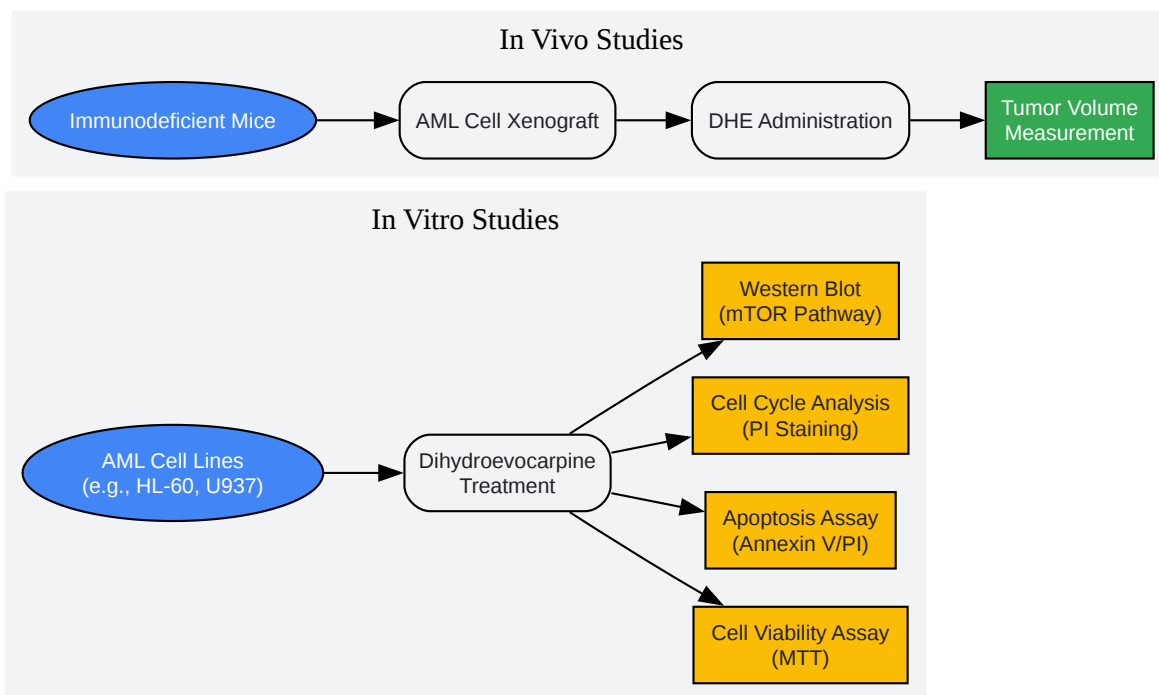 In Vivo Studies
Immunodeficient Mice
AML Cell Xenograft
DHE Administration
Tumor Volume
Measurement
In Vitro Studies
AML Cell Lines
(e.g., HL-60, U937)
Dihydroevocarpine
Treatment
Western Blot
(mTOR Pathway)
Cell Cycle Analysis
(PI Staining)
Apoptosis Assay
(Annexin V/PI)
Cell Viability Assay
(MTT)